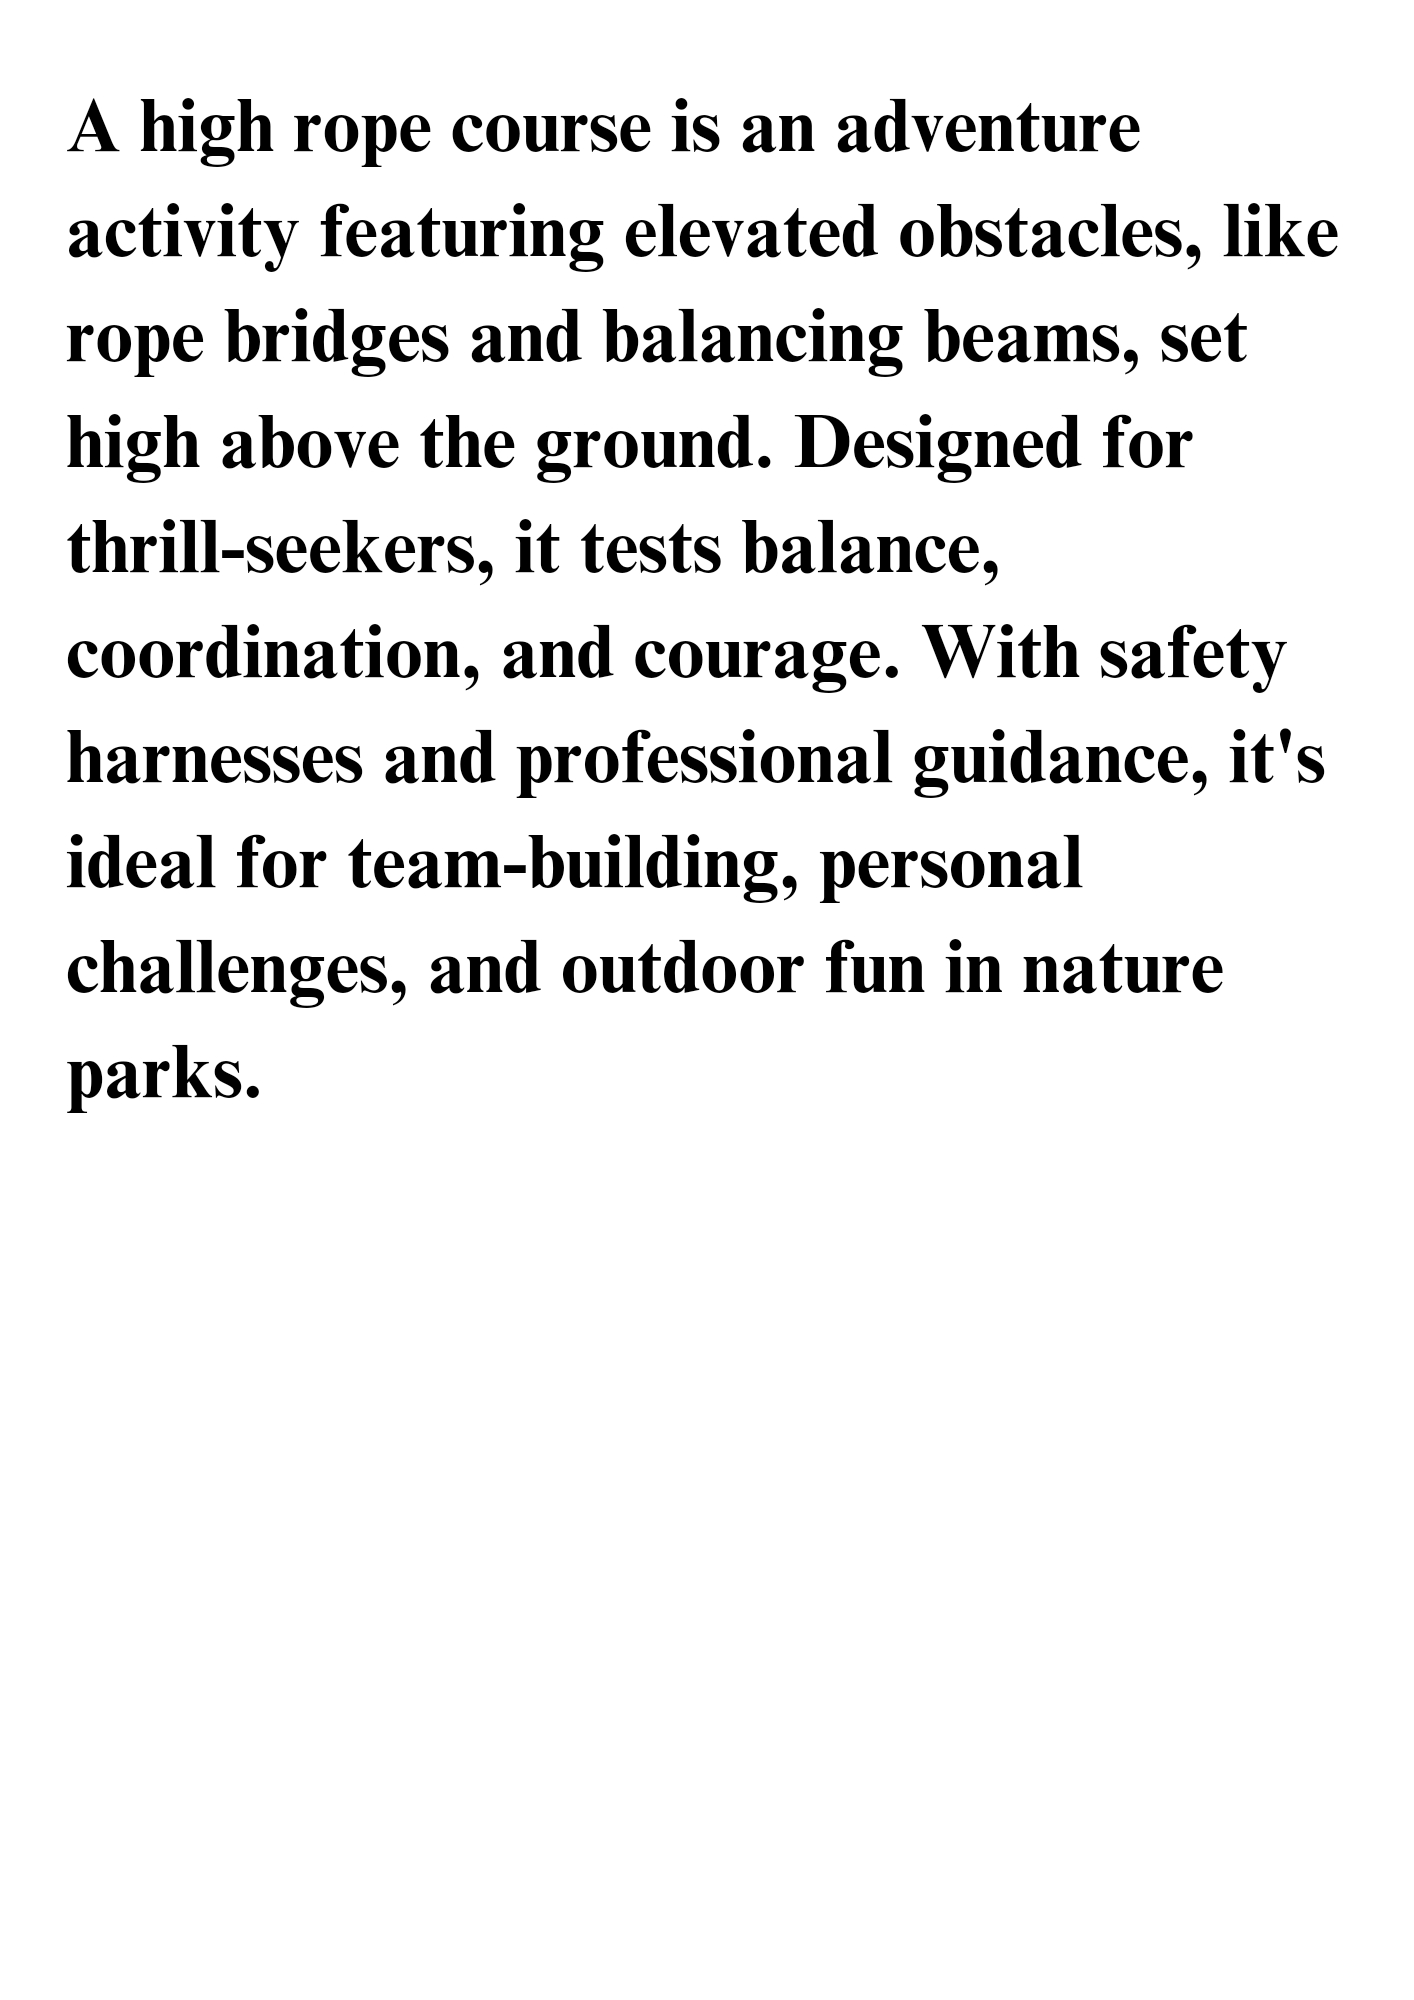 A high rope course is an adventure
activity featuring elevated obstacles, like
rope bridges and balancing beams, set
high above the ground. Designed for
thrill-seekers, it tests balance,
coordination, and courage. With safety
harnesses and professional guidance, it's
ideal for team-building, personal
challenges, and outdoor fun in nature
parks.